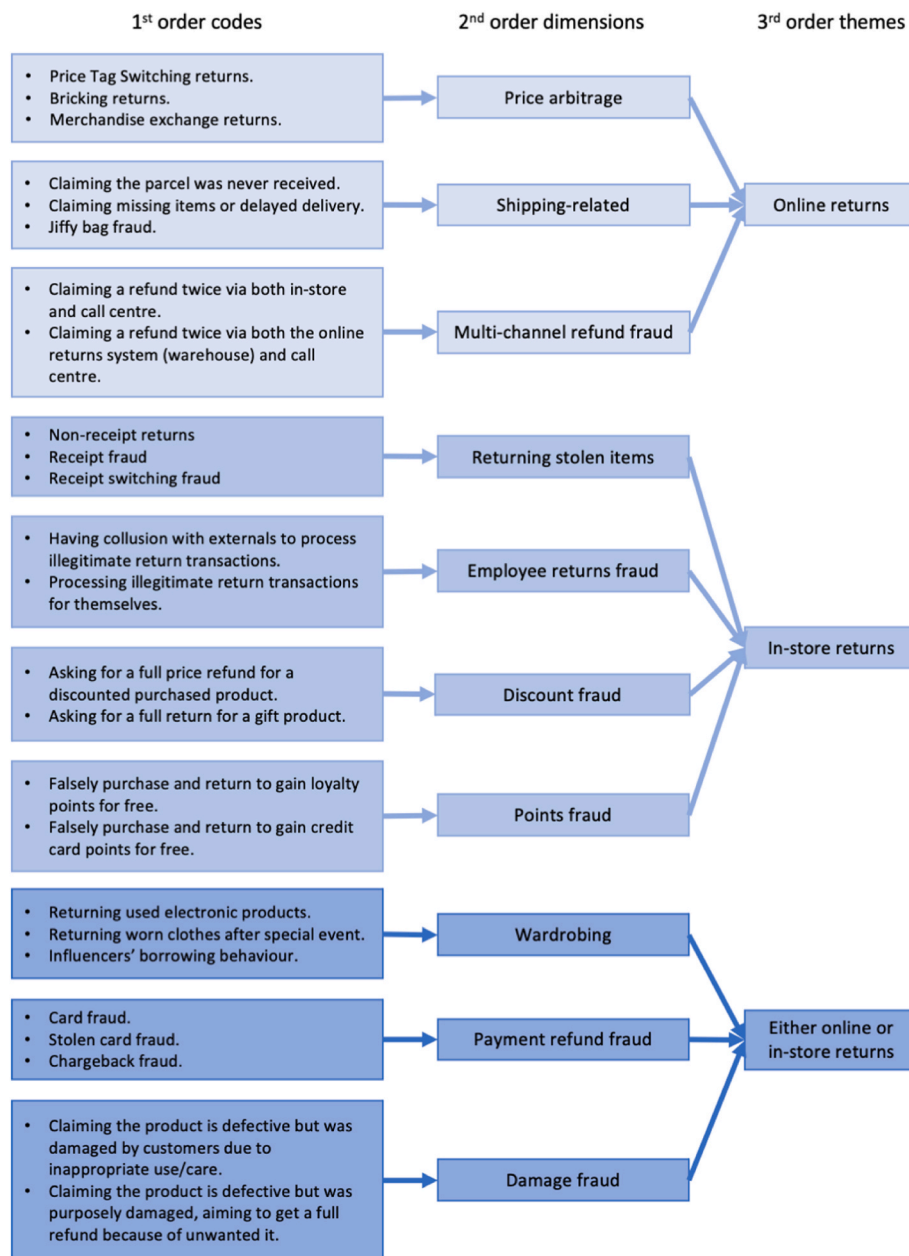 1st order codes
2nd order dimensions
3rd order themes
• Price Tag Switching returns.
• Bricking returns.
• Merchandise exchange returns.
Price arbitrage
• Claiming the parcel was never received.
• Claiming missing items or delayed delivery.
• Jiffy bag fraud.
Shipping-related
Online returns
• Claiming a refund twice via both in-store
and call centre.
• Claiming a refund twice via both the online
returns system (warehouse) and call
centre.
Multi-channel refund fraud
• Non-receipt returns
• Receipt fraud
• Receipt switching fraud
Returning stolen items
• Having collusion with externals to process
illegitimate return transactions.
• Processing illegitimate return transactions
for themselves.
Employee returns fraud
In-store returns
• Asking for a full price refund for a
discounted purchased product.
• Asking for a full return for a gift product.
Discount fraud
• Falsely purchase and return to gain loyalty
points for free.
• Falsely purchase and return to gain credit
card points for free.
Points fraud
• Returning used electronic products.
• Returning worn clothes after special event.
• Influencers’ borrowing behaviour.
Wardrobing
• Card fraud.
• Stolen card fraud.
• Chargeback fraud.
Payment refund fraud
Either online or
in-store returns
• Claiming the product is defective but was
damaged by customers due to
inappropriate use/care.
• Claiming the product is defective but was
purposely damaged, aiming to get a full
refund because of unwanted it.
Damage fraud